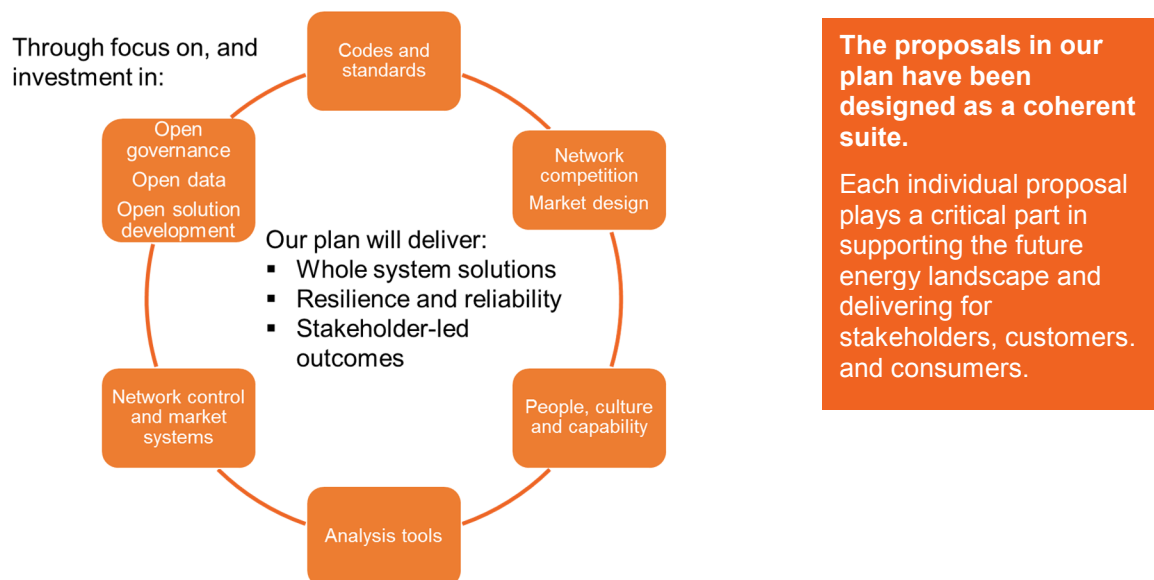 Through focus on, and
investment in:
Codes and
standards
Network
competition
Market design
People, culture
and capability
Analysis tools
Network control
and market
systems
Open
governance
Open data
Open solution
development
Our plan will deliver:
▪ Whole system solutions
▪ Resilience and reliability
▪ Stakeholder-led
outcomes
The proposals in our
plan have been
designed as a coherent
suite.
Each individual proposal
plays a critical part in
supporting the future
energy landscape and
delivering for
stakeholders, customers.
and consumers.